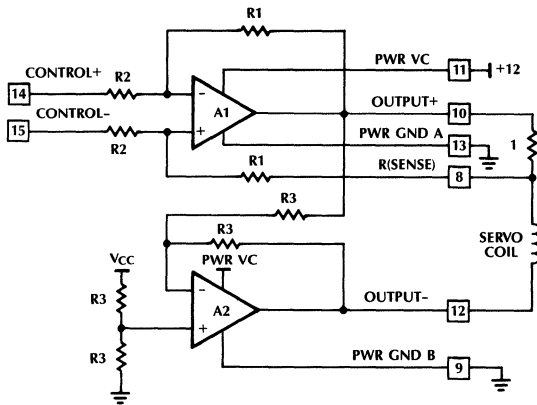 R1
PWR VC
11
+12
14
CONTROL+
R2
−
A1
OUTPUT+
10
15
CONTROL−
R2
+
PWR GND A
13
1
R1
R(SENSE)
8
R3
R3
SERVO
COIL
VCC
PWR VC
R3
−
A2
+
OUTPUT−
12
R3
PWR GND B
9